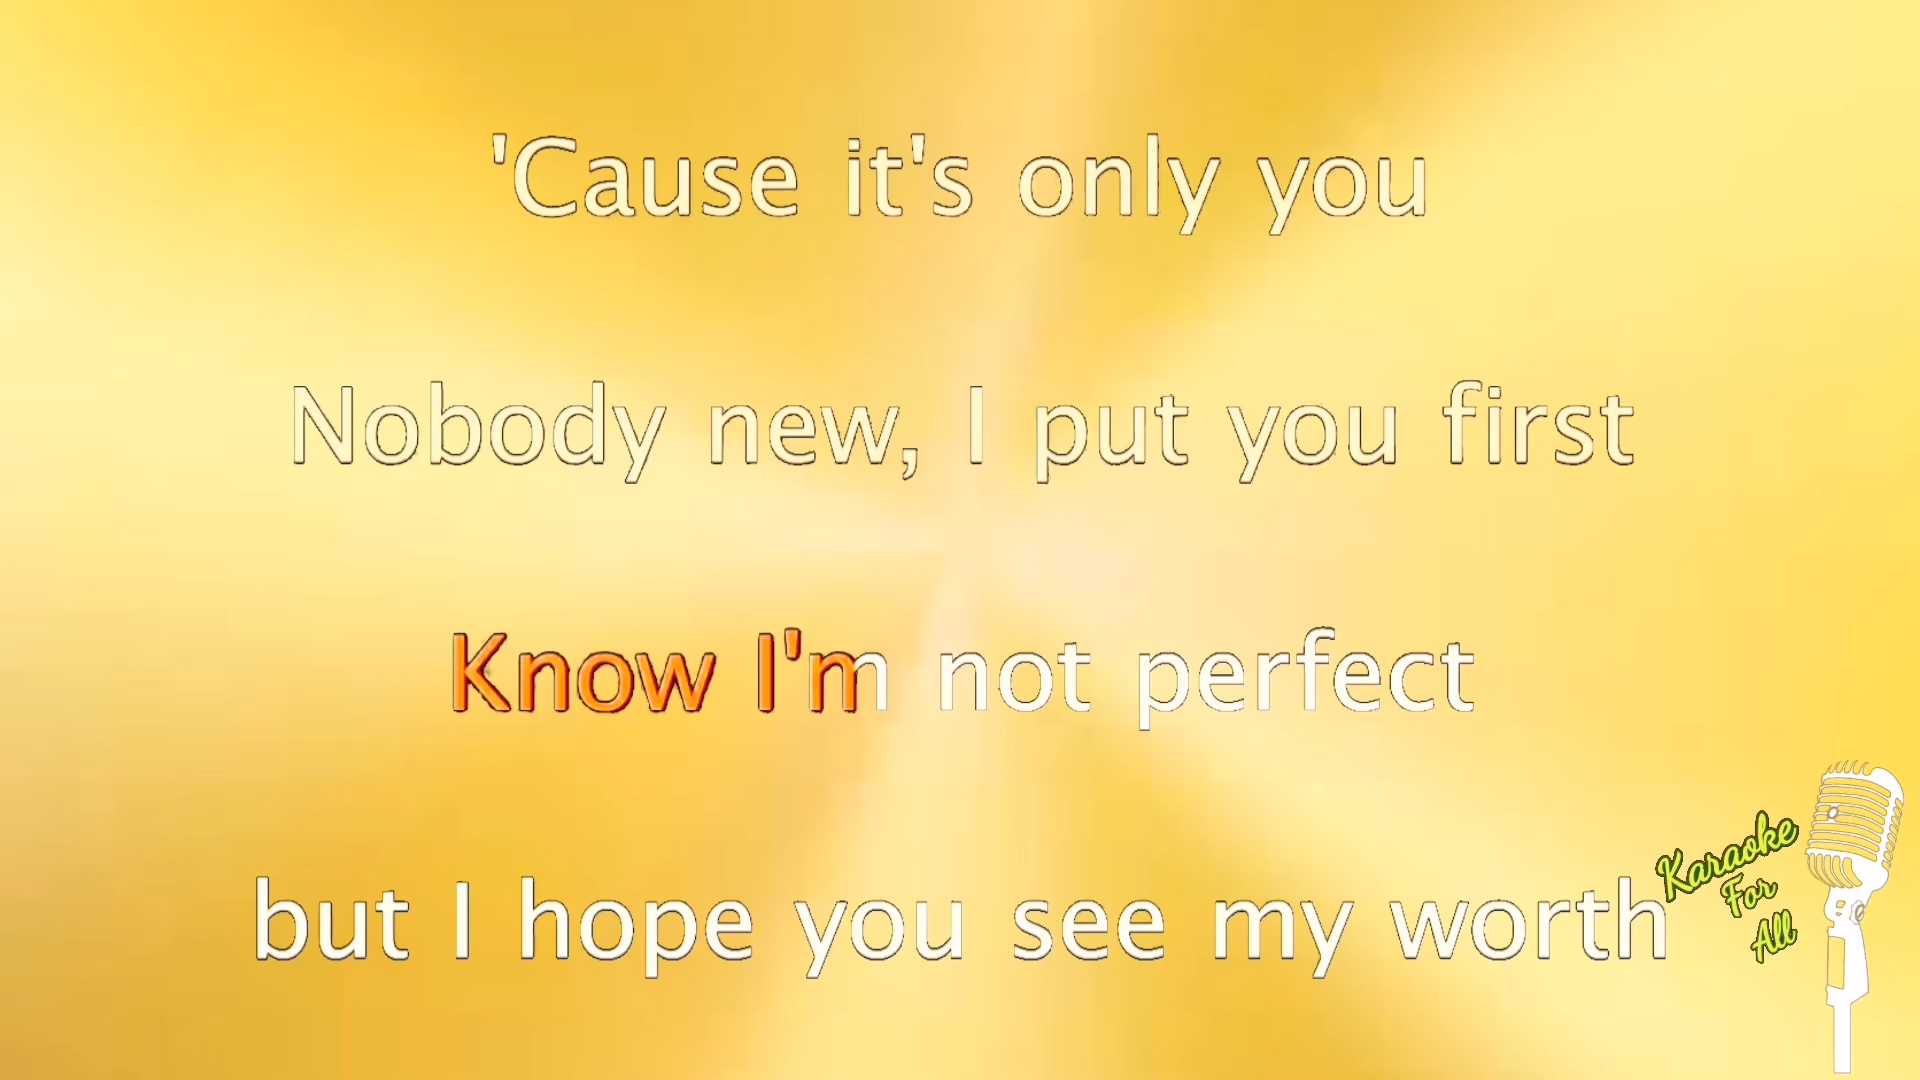 'Cause it's only you
Nobody new, I put you first
Know I'm not perfect
but I hope you see my worth
Karaoke
For
All